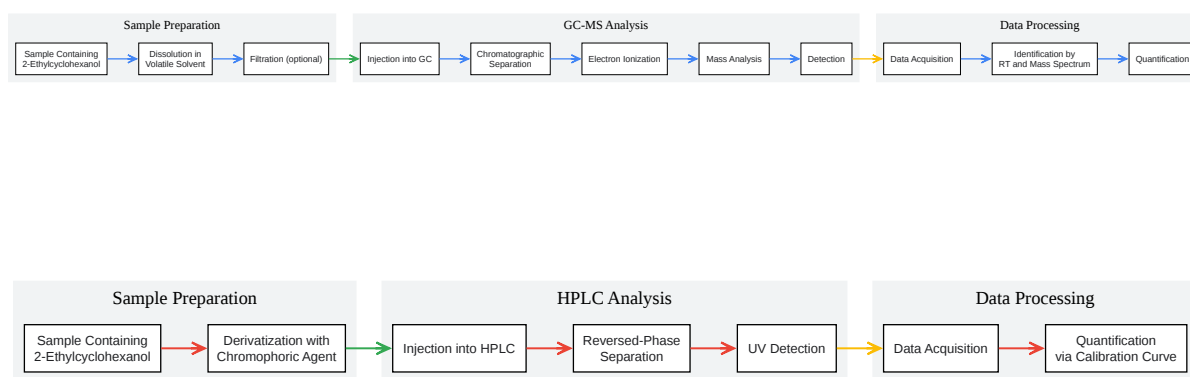 Sample Preparation
Sample Containing
2-Ethylcyclohexanol
Dissolution in
Volatile Solvent
Filtration (optional)
GC-MS Analysis
Injection into GC
Chromatographic
Separation
Electron Ionization
Mass Analysis
Detection
Data Processing
Data Acquisition
Identification by
RT and Mass Spectrum
Quantification
Sample Preparation
Sample Containing
2-Ethylcyclohexanol
Derivatization with
Chromophoric Agent
HPLC Analysis
Injection into HPLC
Reversed-Phase
Separation
UV Detection
Data Processing
Data Acquisition
Quantification
via Calibration Curve